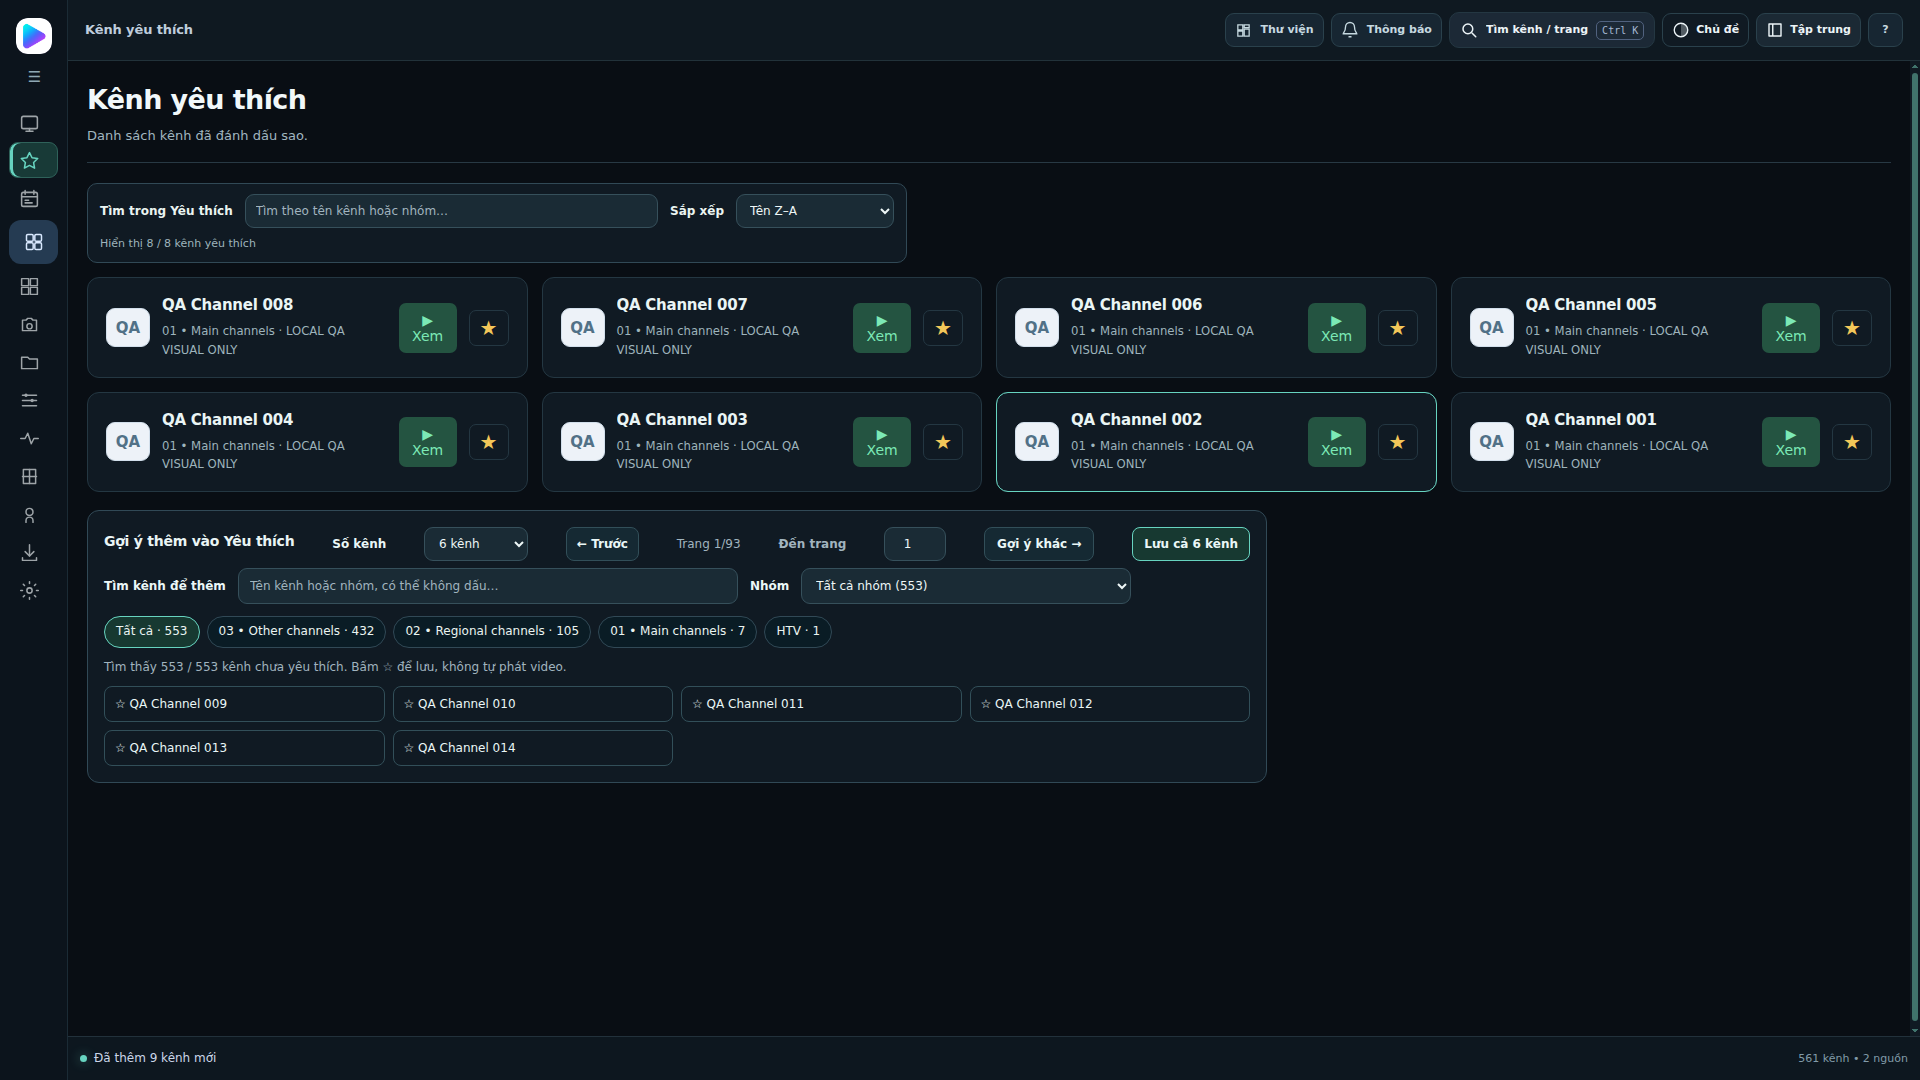 Kênh yêu thích
Thư viện
Thông báo
Tìm kênh / trang Ctrl K
Chủ đề
Tập trung
?
Kênh yêu thích
Danh sách kênh đã đánh dấu sao.
Tìm trong Yêu thích Tìm theo tên kênh hoặc nhóm… Sắp xếp Tên Z–A
Hiển thị 8 / 8 kênh yêu thích
QA
QA Channel 008
01 • Main channels · LOCAL QA
VISUAL ONLY
▶
Xem
★
QA
QA Channel 007
01 • Main channels · LOCAL QA
VISUAL ONLY
▶
Xem
★
QA
QA Channel 006
01 • Main channels · LOCAL QA
VISUAL ONLY
▶
Xem
★
QA
QA Channel 005
01 • Main channels · LOCAL QA
VISUAL ONLY
▶
Xem
★
QA
QA Channel 004
01 • Main channels · LOCAL QA
VISUAL ONLY
▶
Xem
★
QA
QA Channel 003
01 • Main channels · LOCAL QA
VISUAL ONLY
▶
Xem
★
QA
QA Channel 002
01 • Main channels · LOCAL QA
VISUAL ONLY
▶
Xem
★
QA
QA Channel 001
01 • Main channels · LOCAL QA
VISUAL ONLY
▶
Xem
★
Gợi ý thêm vào Yêu thích Số kênh 6 kênh ← Trước Trang 1/93 Đến trang 1 Gợi ý khác → Lưu cả 6 kênh
Tìm kênh để thêm Tên kênh hoặc nhóm, có thể không dấu… Nhóm Tất cả nhóm (553)
Tất cả · 553 03 • Other channels · 432 02 • Regional channels · 105 01 • Main channels · 7 HTV · 1
Tìm thấy 553 / 553 kênh chưa yêu thích. Bấm ☆ để lưu, không tự phát video.
☆ QA Channel 009 ☆ QA Channel 010 ☆ QA Channel 011 ☆ QA Channel 012
☆ QA Channel 013 ☆ QA Channel 014
Đã thêm 9 kênh mới
561 kênh • 2 nguồn